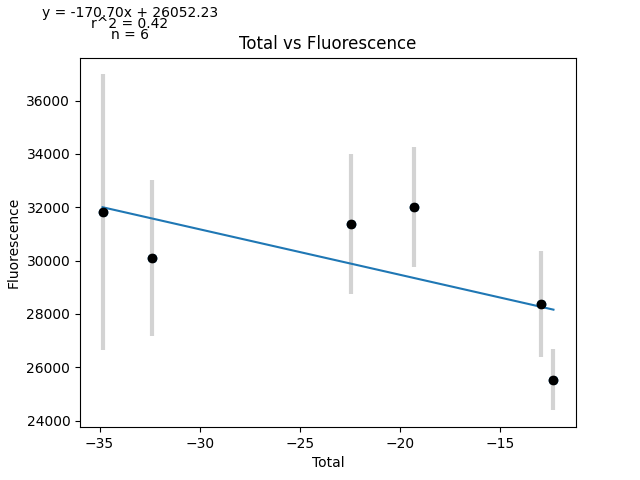 y = -170.70x + 26052.23
r^2 = 0.42
n = 6
Total vs Fluorescence
36000
34000
32000
30000
28000
26000
24000
Fluorescence
−35
−30
−25
−20
−15
Total